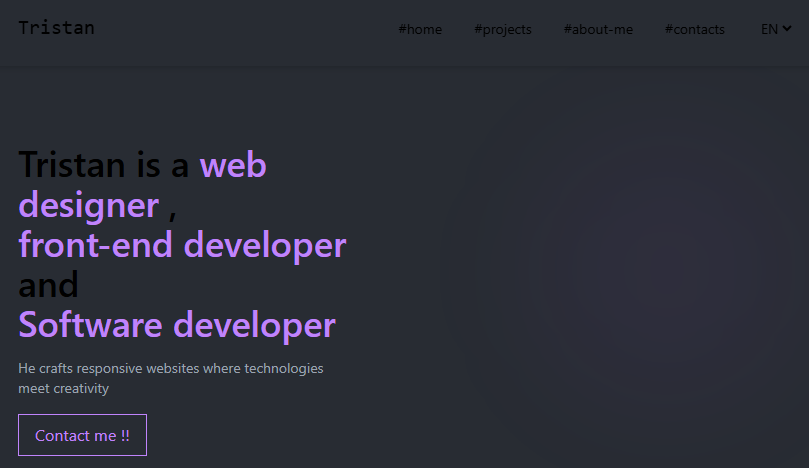 Tristan
#home #projects #about-me #contacts EN
Tristan is a web
designer ,
front-end developer
and
Software developer
He crafts responsive websites where technologies
meet creativity
Contact me !!